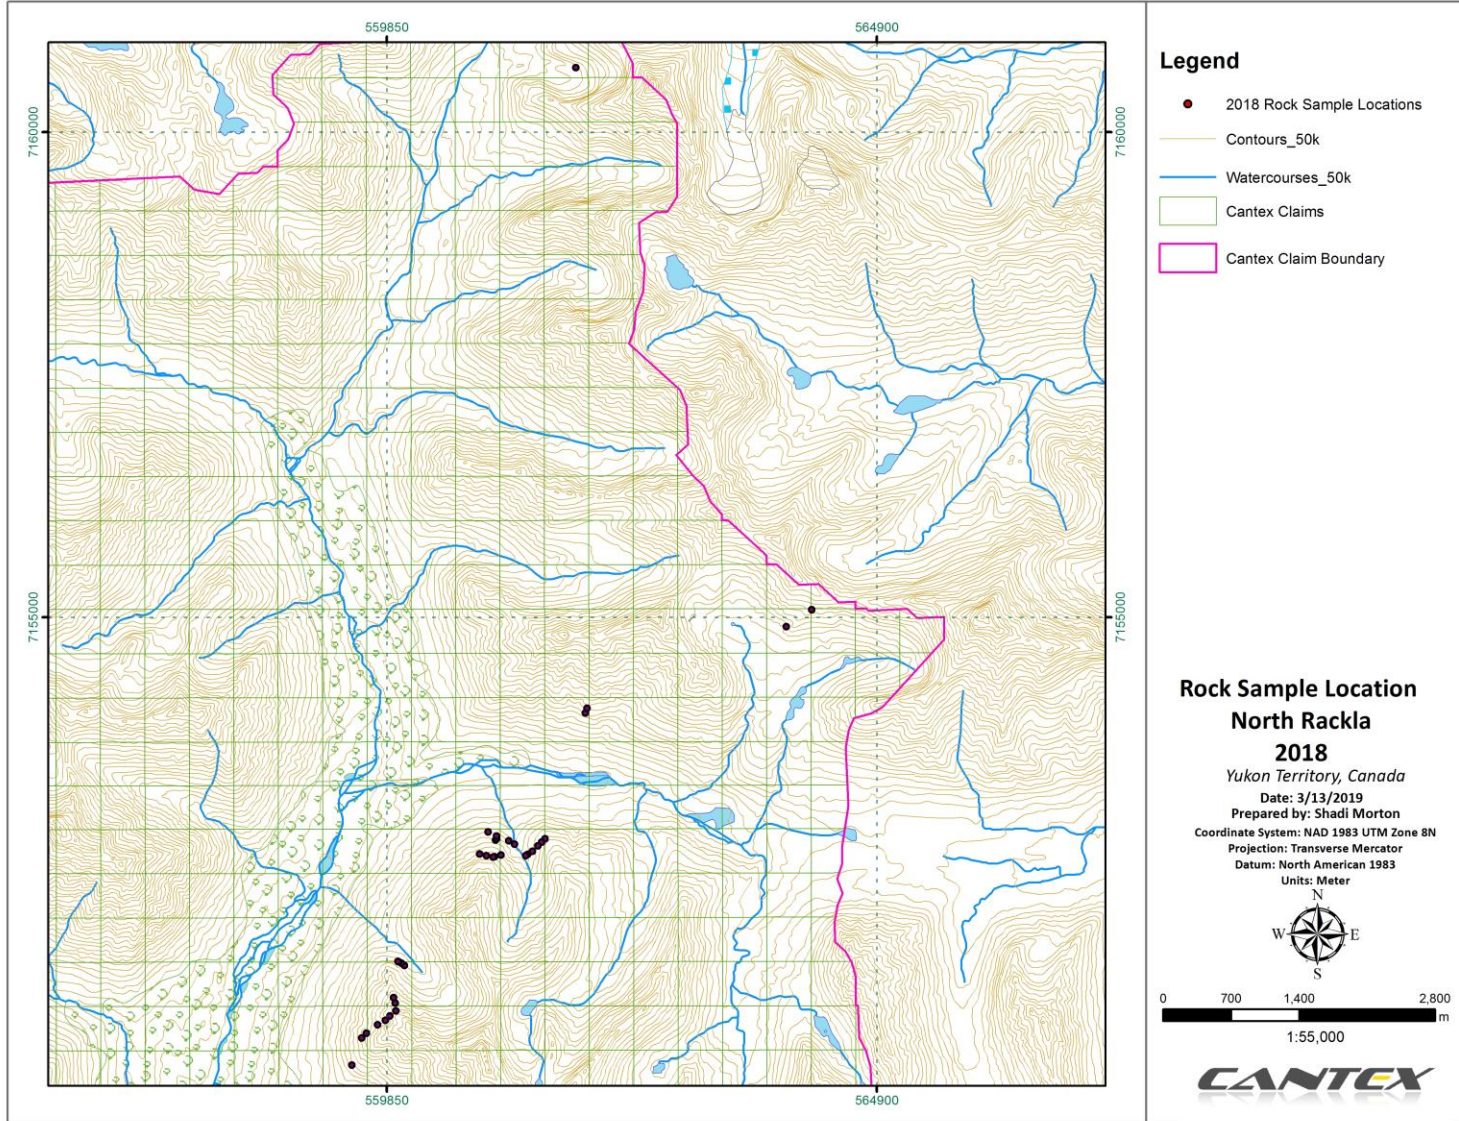 559850
564900
7160000
7160000
7155000
7155000
559850
564900
Legend
2018 Rock Sample Locations
Contours_50k
Watercourses_50k
Cantex Claims
Cantex Claim Boundary
Rock Sample Location
North Rackla
2018
Yukon Territory, Canada
Date: 3/13/2019
Prepared by: Shadi Morton
Coordinate System: NAD 1983 UTM Zone 8N
Projection: Transverse Mercator
Datum: North American 1983
Units: Meter
N
W E
S
0 700 1,400 2,800
m
1:55,000
CANTEX